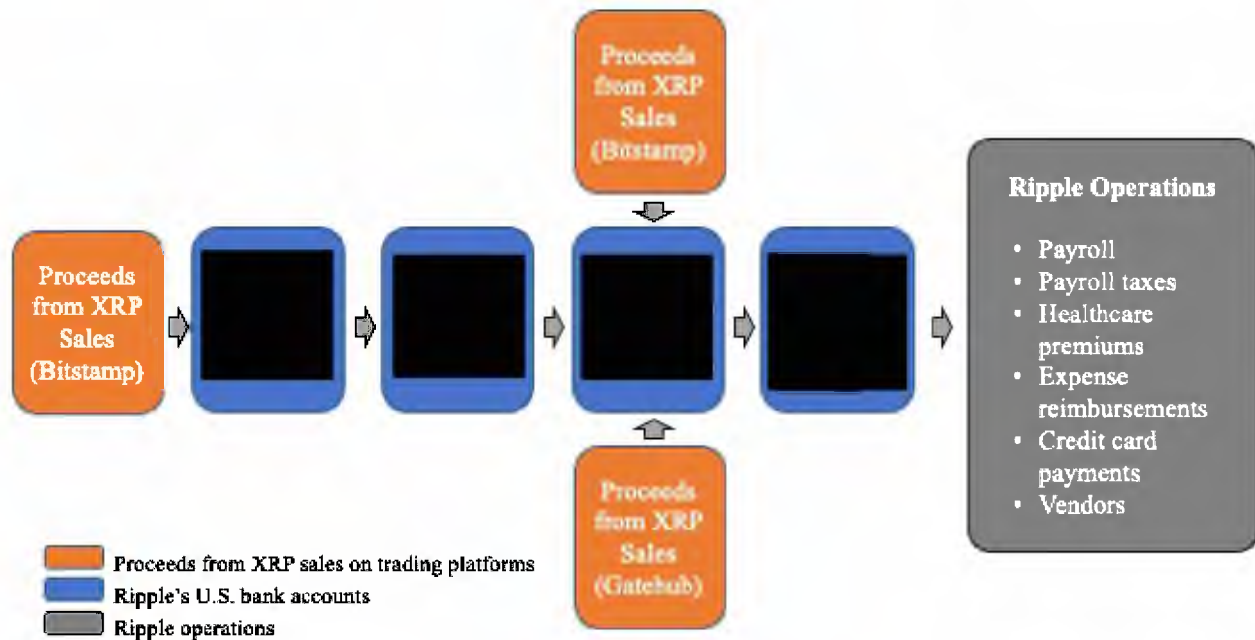 Proceeds
from XRP
Sales
(Bitstamp)
Proceeds
from XRP
Sales
(Bitstamp)
Ripple Operations
• Payroll
• Payroll taxes
• Healthcare
premiums
• Expense
reimbursements
• Credit card
payments
• Vendors
Proceeds
from XRP
Sales
(Gatehub)
Proceeds from XRP sales on trading platforms
Ripple's U.S. bank accounts
Ripple operations